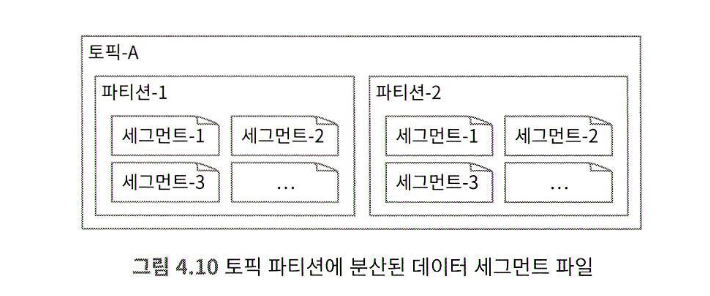 토픽-A
파티션-1
파티션-2
세그먼트-1
세그먼트-2
세그먼트-1
세그먼트-2
세그먼트-3
...
세그먼트-3
...
그림 4.10 토픽 파티션에 분산된 데이터 세그먼트 파일